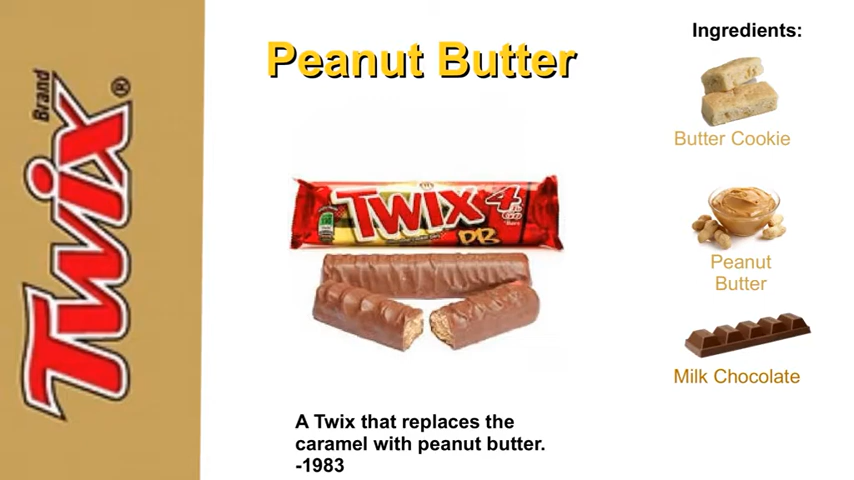 Brand
Twix®
Peanut Butter
TWIX
4
PB
A Twix that replaces the
caramel with peanut butter.
-1983
Ingredients:
Butter Cookie
Peanut
Butter
Milk Chocolate